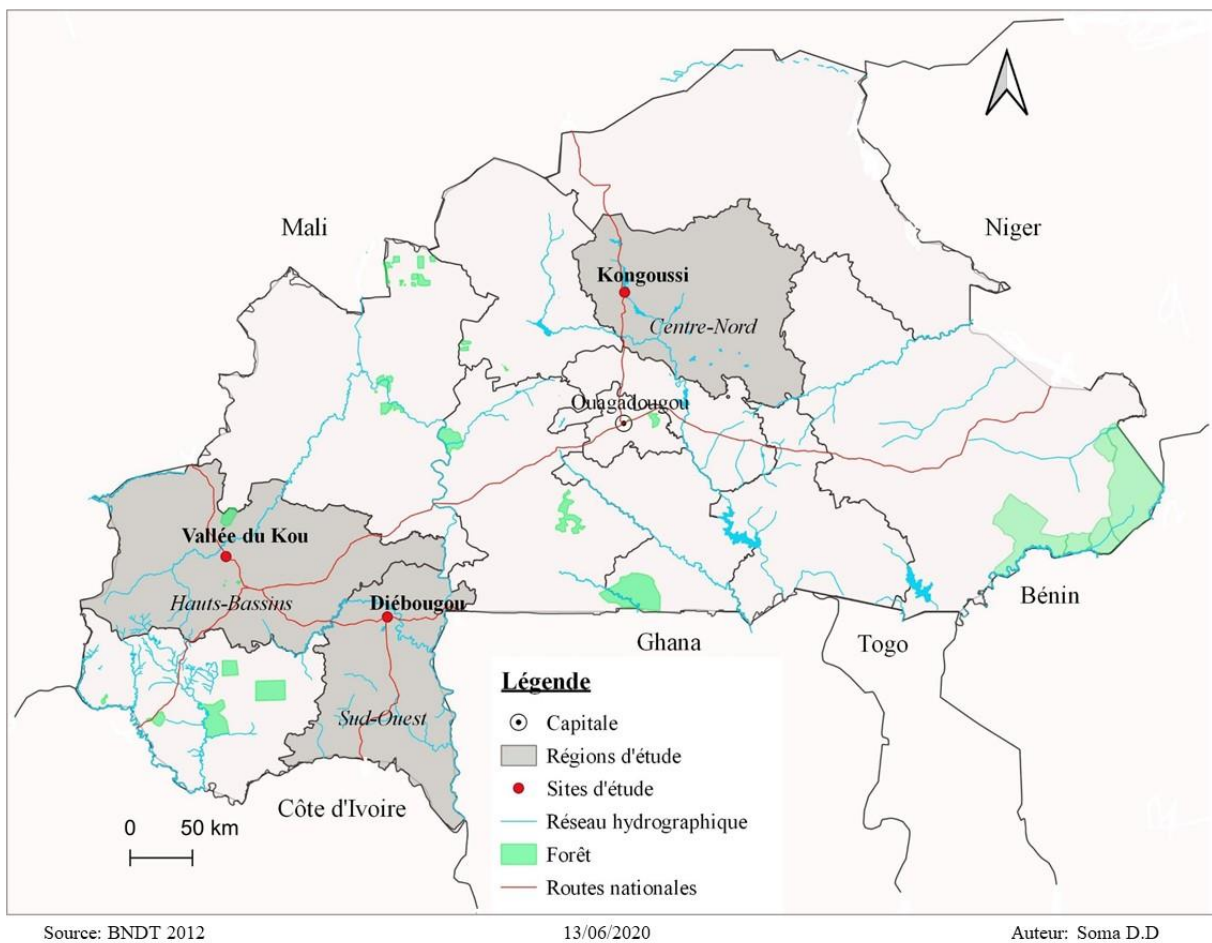 Mali
Niger
Kongoussi
Centre-Nord
Ouagadougou
Vallée du Kou
Hauts-Bassins
Diébougou
Bénin
Ghana
Togo
Sud-Ouest
Côte d'Ivoire
0 50 km
Légende
Capitale
Régions d'étude
Sites d'étude
Réseau hydrographique
Forêt
Routes nationales
Source: BNDT 2012 13/06/2020 Auteur: Soma D.D